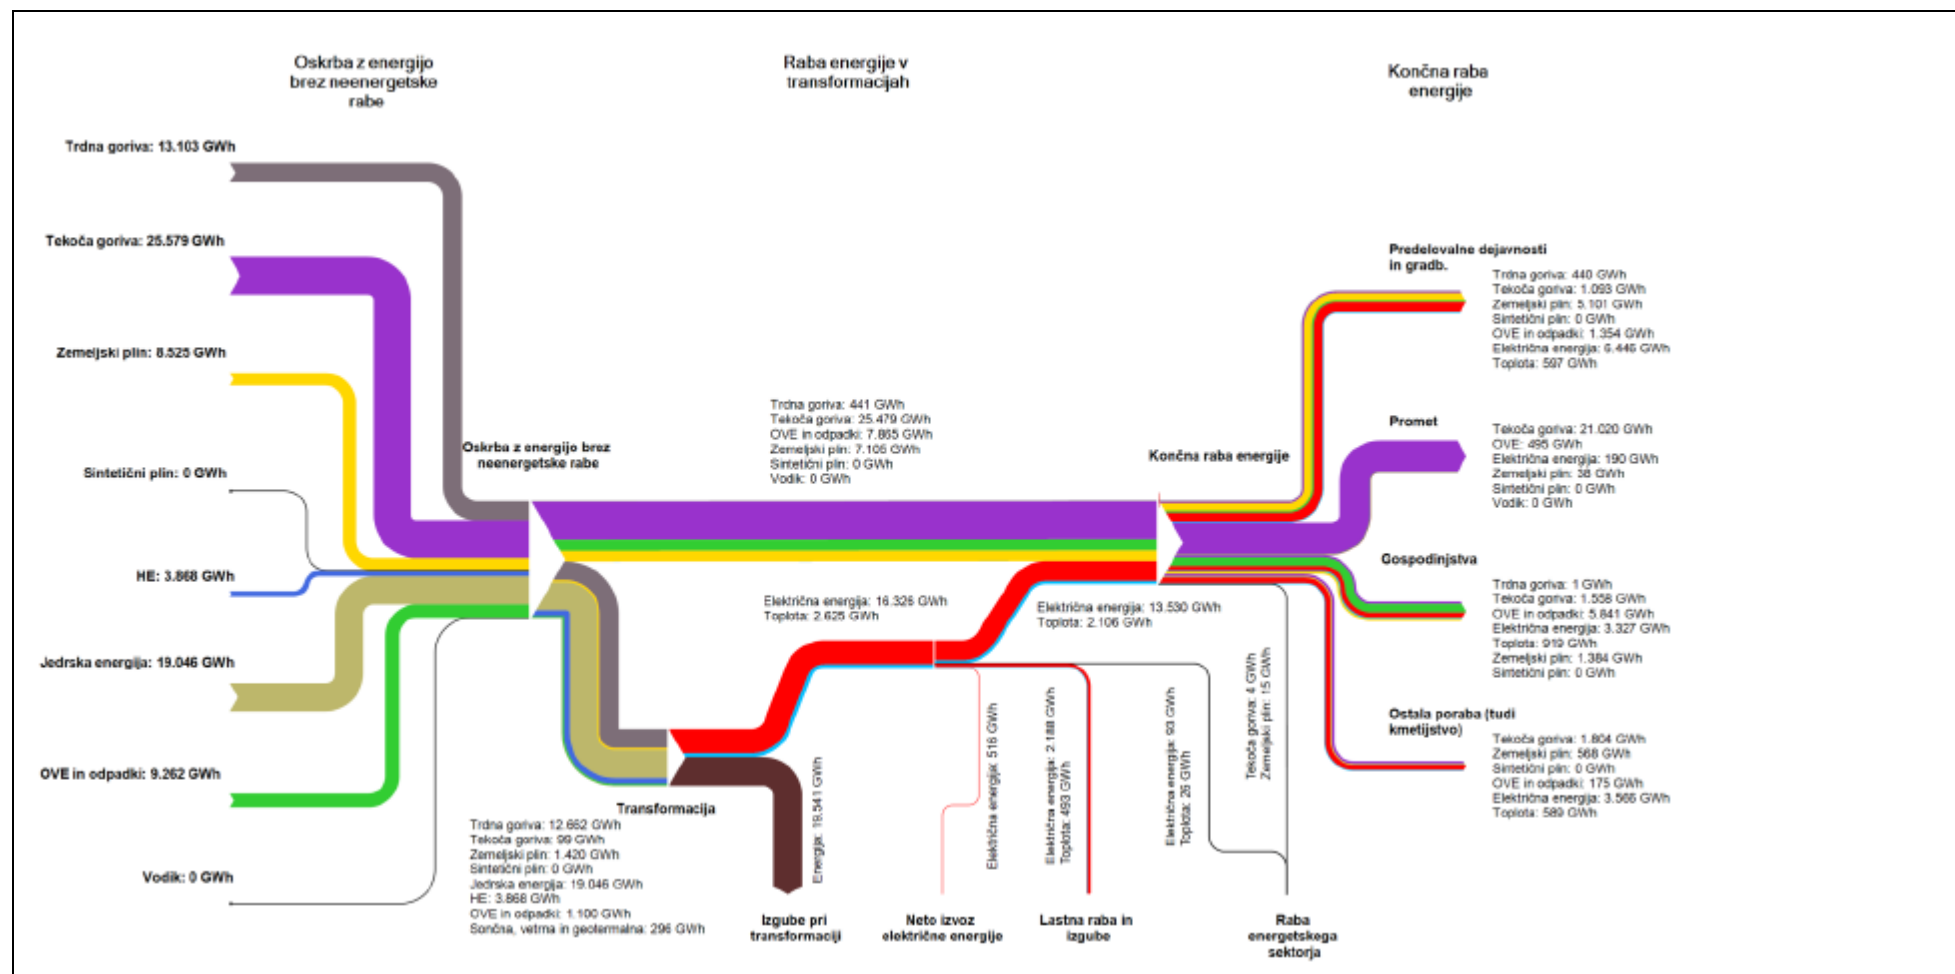 Oskrba z energijo
brez neenergetske
rabe
Raba energije v
transformacijah
Končna raba
energije
Trdna goriva: 13.103 GWh
Tekoča goriva: 25.579 GWh
Zemeljski plin: 8.525 GWh
Sintetični plin: 0 GWh
HE: 3.868 GWh
Jedrska energija: 19.046 GWh
OVE in odpadki: 9.262 GWh
Vodik: 0 GWh
Oskrba z energijo brez
neenergetske rabe
Trdna goriva: 441 GWh
Tekoča goriva: 25.479 GWh
OVE in odpadki: 7.865 GWh
Zemeljski plin: 7.105 GWh
Sintetični plin: 0 GWh
Vodik: 0 GWh
Končna raba energije
Električna energija: 16.326 GWh
Toplota: 2.625 GWh
Električna energija: 13.530 GWh
Toplota: 2.106 GWh
Transformacija
Trdna goriva: 12.662 GWh
Tekoča goriva: 99 GWh
Zemeljski plin: 1.420 GWh
Sintetični plin: 0 GWh
Jedrska energija: 19.046 GWh
HE: 3.868 GWh
OVE in odpadki: 1.100 GWh
Sončna, vetrna in geotermalna: 296 GWh
Energija: 19.541 GWh
Izgube pri
transformaciji
Električna energija: 516 GWh
Neto izvoz
električne energije
Električna energija: 2.188 GWh
Toplota: 493 GWh
Lastna raba in
izgube
Električna energija: 93 GWh
Toplota: 26 GWh
Tekoča goriva: 4 GWh
Zemeljski plin: 15 GWh
Raba
energetskega
sektorja
Predelovalne dejavnosti
in gradb.
Trdna goriva: 440 GWh
Tekoča goriva: 1.093 GWh
Zemeljski plin: 5.101 GWh
Sintetični plin: 0 GWh
OVE in odpadki: 1.354 GWh
Električna energija: 6.446 GWh
Toplota: 597 GWh
Promet
Tekoča goriva: 21.020 GWh
OVE: 495 GWh
Električna energija: 190 GWh
Zemeljski plin: 38 GWh
Sintetični plin: 0 GWh
Vodik: 0 GWh
Gospodinjstva
Trdna goriva: 1 GWh
Tekoča goriva: 1.558 GWh
OVE in odpadki: 5.841 GWh
Električna energija: 3.327 GWh
Toplota: 919 GWh
Zemeljski plin: 1.384 GWh
Sintetični plin: 0 GWh
Ostala poraba (tudi
kmetijstvo)
Tekoča goriva: 1.804 GWh
Zemeljski plin: 568 GWh
Sintetični plin: 0 GWh
OVE in odpadki: 175 GWh
Električna energija: 3.566 GWh
Toplota: 589 GWh